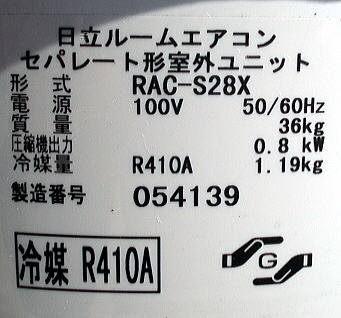 日立ルームエアコン
セパレート形室外ユニット
形式 RAC-S28X
電源 100V 50/60Hz
質量 36kg
圧縮機出力 0.8 kW
冷媒量 R410A 1.19kg
製造番号 054139
冷媒 R410A
G